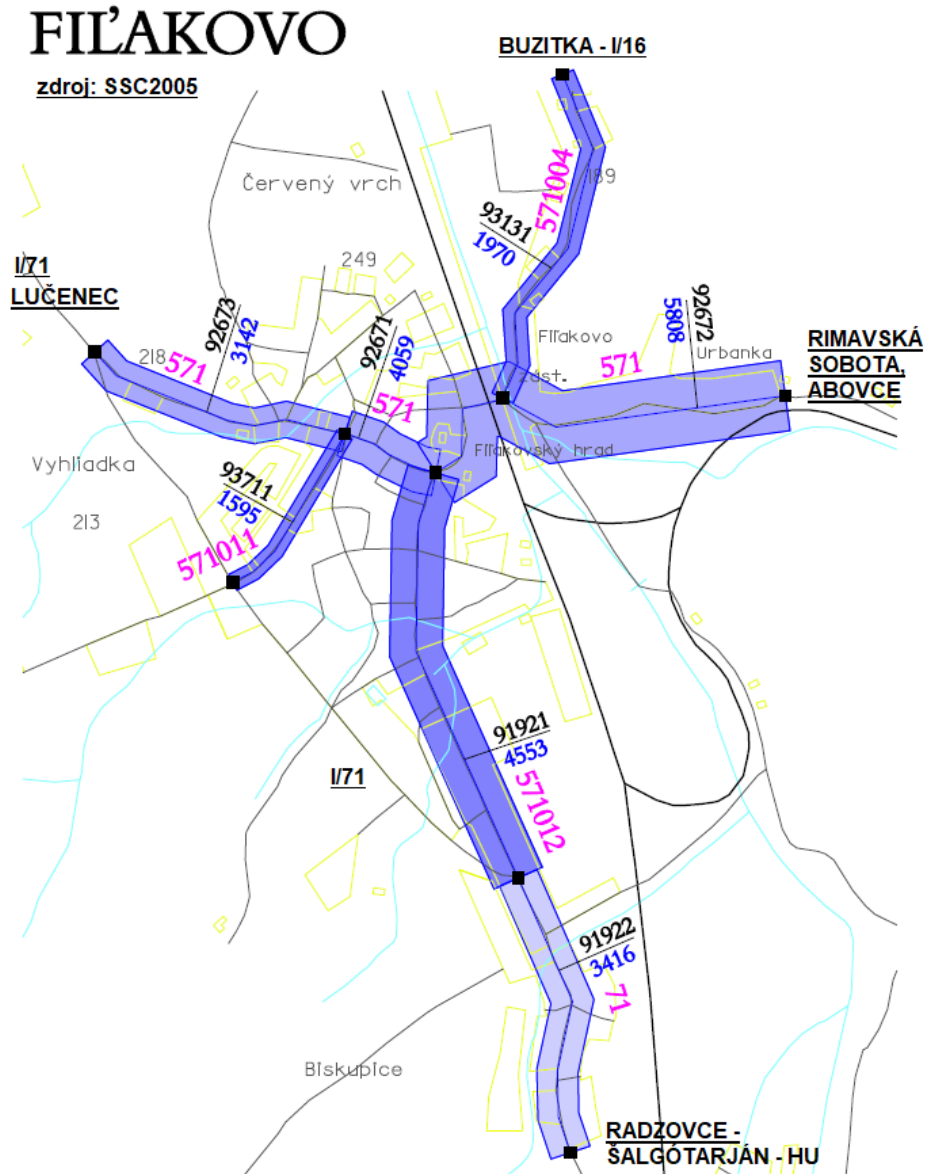 FIĽAKOVO
zdroj: SSC2005
BUZITKA - I/16
Červený vrch
189
571004
93131
1970
I/71
LUČENEC
249
92673
3142
92671
4059
92672
5808
Fiľakovo
zást.
Urbanka
RIMAVSKÁ
SOBOTA,
ABOVCE
218
571
571
571
Fiľakovský hrad
Vyhliadka
213
93711
1595
571011
91921
4553
571012
I/71
91922
3416
71
Biskupice
RADZOVCE -
ŠALGÓTARJÁN - HU